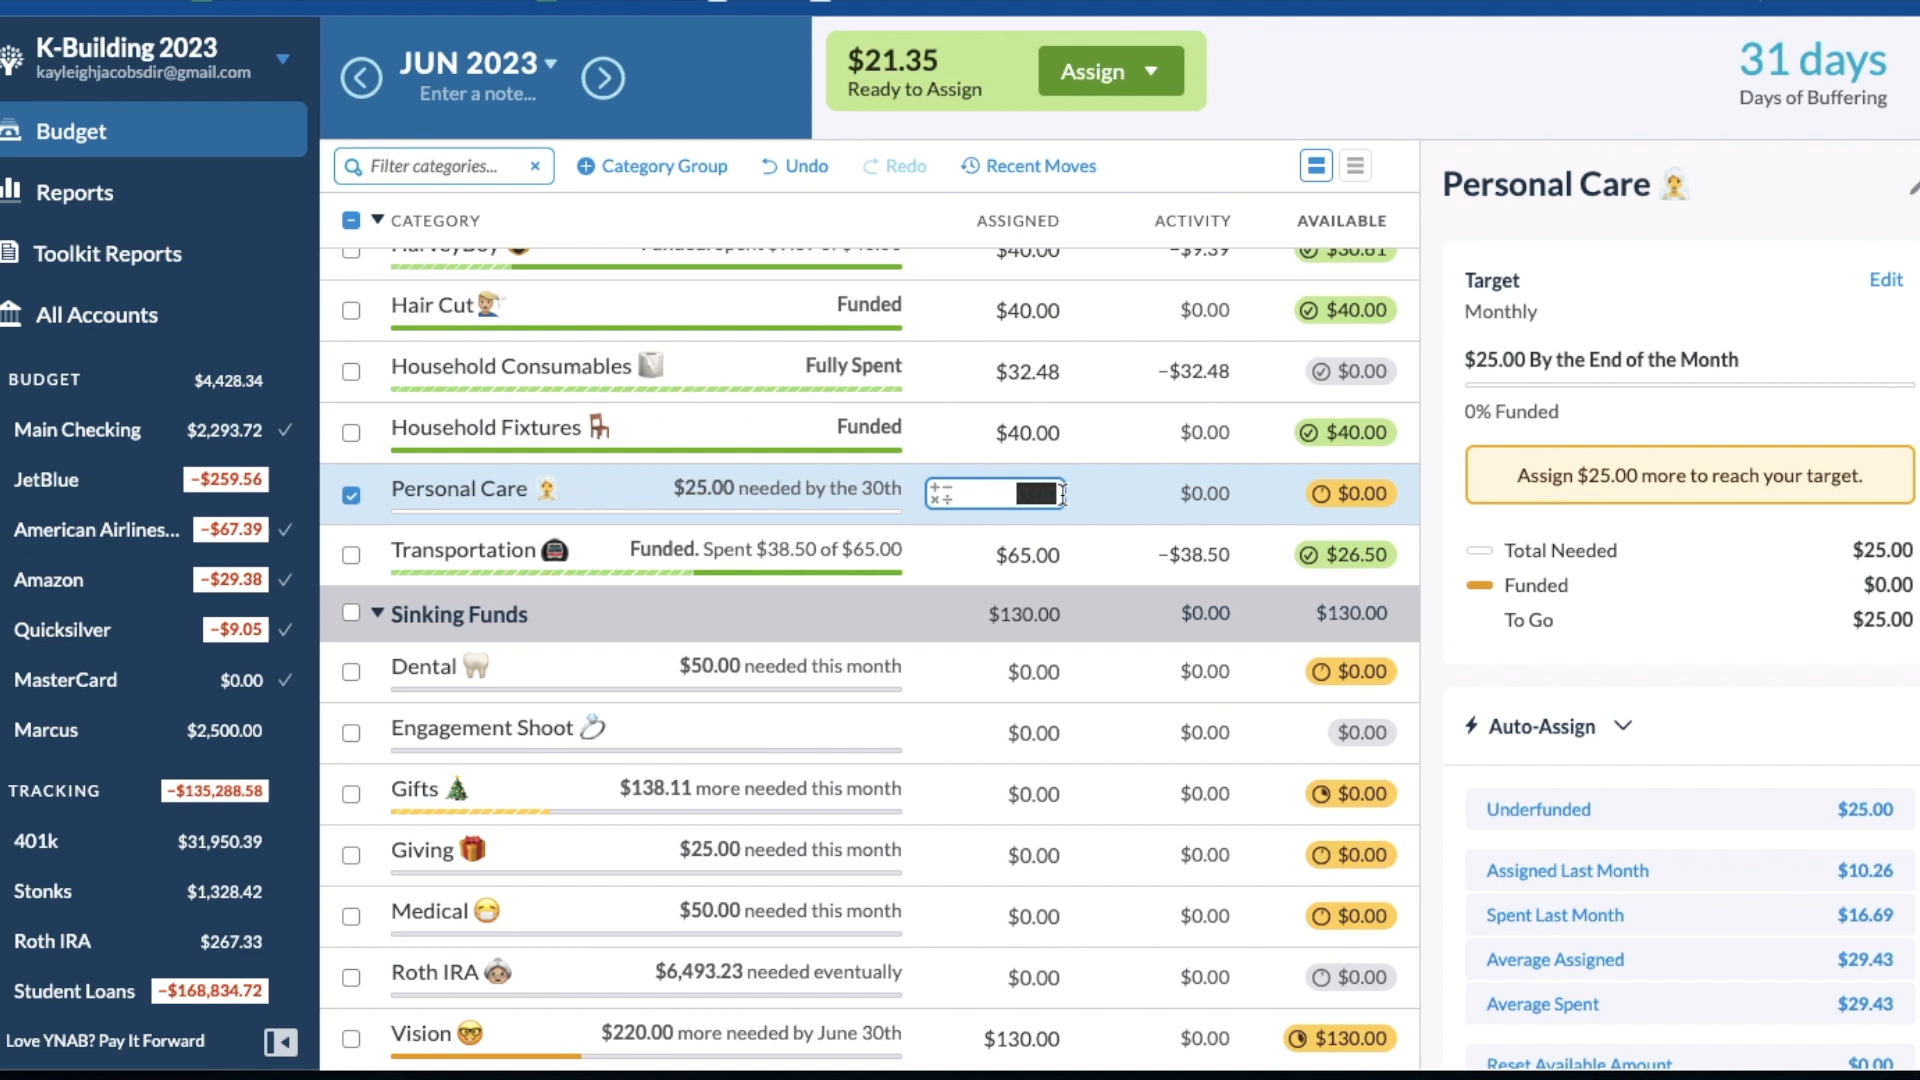 K-Building 2023
kayleighjacobsdir@gmail.com
Budget
Reports
Toolkit Reports
All Accounts
BUDGET $4,428.34
Main Checking $2,293.72
JetBlue −$259.56
American Airlines... −$67.39
Amazon −$29.38
Quicksilver −$9.05
MasterCard $0.00
Marcus $2,500.00
TRACKING −$135,288.58
401k $31,950.39
Stonks $1,328.42
Roth IRA $267.33
Student Loans −$168,834.72
Love YNAB? Pay It Forward
JUN 2023
Enter a note...
$21.35
Ready to Assign
Assign
31 days
Days of Buffering
Filter categories...
Category Group
Undo
Redo
Recent Moves
CATEGORY ASSIGNED ACTIVITY AVAILABLE
$40.00 −$9.39 $30.61
Hair Cut Funded $40.00 $0.00 $40.00
Household Consumables Fully Spent $32.48 −$32.48 $0.00
Household Fixtures Funded $40.00 $0.00 $40.00
Personal Care $25.00 needed by the 30th $0.00 $0.00
Transportation Funded. Spent $38.50 of $65.00 $65.00 −$38.50 $26.50
Sinking Funds $130.00 $0.00 $130.00
Dental $50.00 needed this month $0.00 $0.00 $0.00
Engagement Shoot $0.00 $0.00 $0.00
Gifts $138.11 more needed this month $0.00 $0.00 $0.00
Giving $25.00 needed this month $0.00 $0.00 $0.00
Medical $50.00 needed this month $0.00 $0.00 $0.00
Roth IRA $6,493.23 needed eventually $0.00 $0.00 $0.00
Vision $220.00 more needed by June 30th $130.00 $0.00 $130.00
Personal Care
Target Edit
Monthly
$25.00 By the End of the Month
0% Funded
Assign $25.00 more to reach your target.
Total Needed $25.00
Funded $0.00
To Go $25.00
Auto-Assign
Underfunded $25.00
Assigned Last Month $10.26
Spent Last Month $16.69
Average Assigned $29.43
Average Spent $29.43
Reset Available Amount $0.00